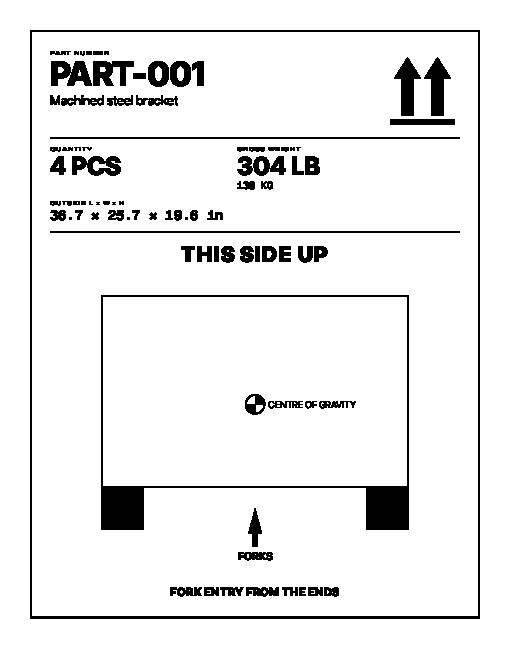 PART NUMBER
PART-001
Machined steel bracket
QUANTITY
4 PCS
GROSS WEIGHT
304 LB
138 KG
OUTSIDE L x W x H
36.7 × 25.7 × 19.6 in
THIS SIDE UP
CENTRE OF GRAVITY
FORKS
FORK ENTRY FROM THE ENDS